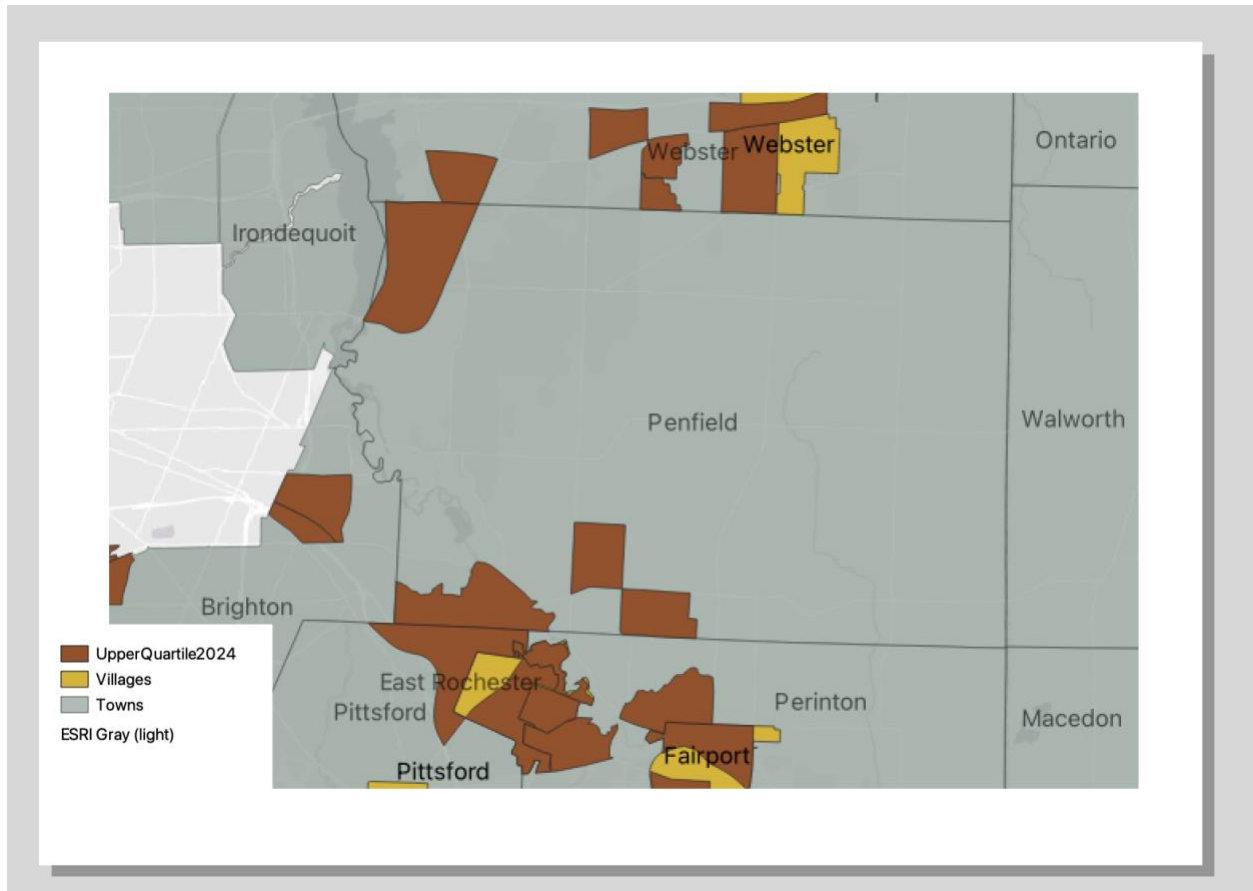 Ontario
Webster
Webster
Irondequoit
Penfield
Walworth
Brighton
UpperQuartile2024
Villages
Towns
ESRI Gray (light)
East Rochester
Pittsford
Perinton
Macedon
Fairport
Pittsford